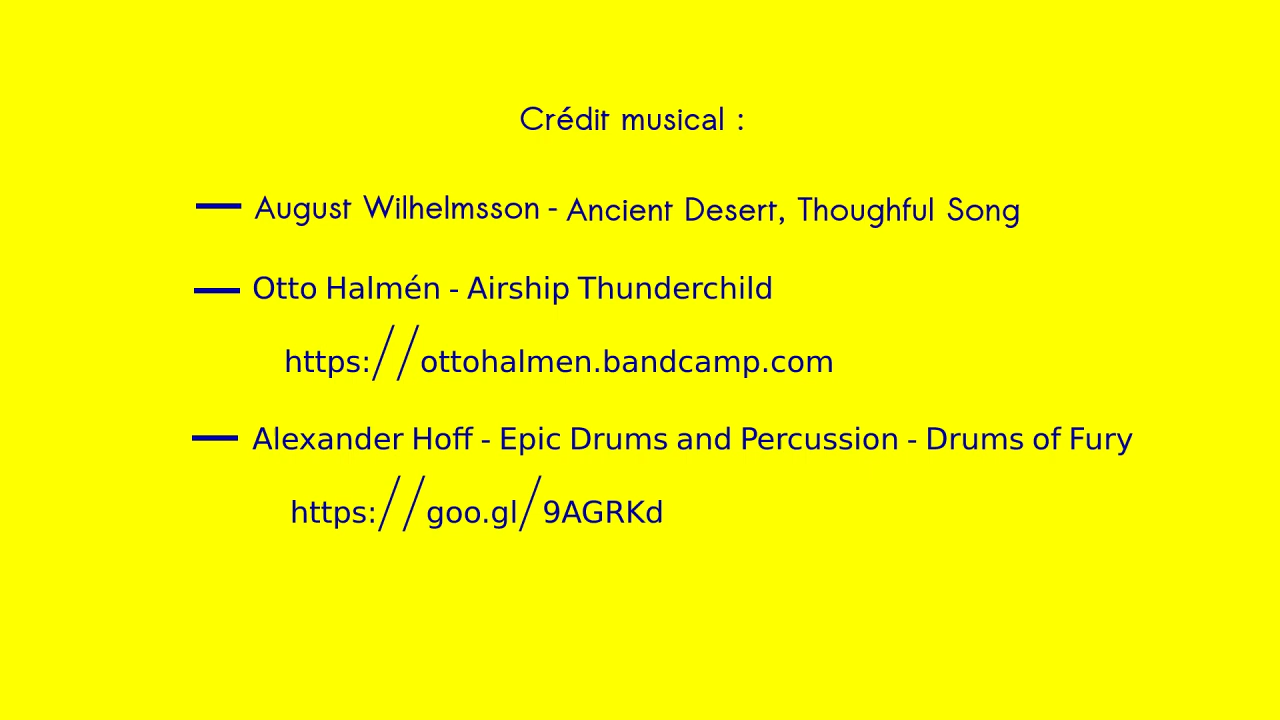 Crédit musical :
— August Wilhelmsson - Ancient Desert, Thoughful Song
— Otto Halmén - Airship Thunderchild
https://ottohalmen.bandcamp.com
— Alexander Hoff - Epic Drums and Percussion - Drums of Fury
https://goo.gl/9AGRKd